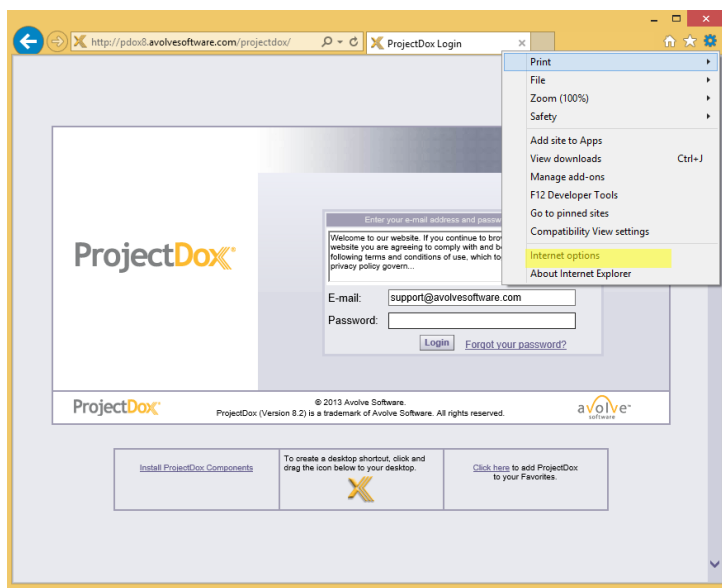 http://pdox8.avolvesoftware.com/projectdox/
ProjectDox Login
Print
File
Zoom (100%)
Safety
Add site to Apps
View downloads Ctrl+J
Manage add-ons
F12 Developer Tools
Go to pinned sites
Compatibility View settings
Internet options
About Internet Explorer
Enter your e-mail address and passw
Welcome to our website. If you continue to brow
website you are agreeing to comply with and b
following terms and conditions of use, which to
privacy policy govern...
ProjectDox
E-mail: support@avolvesoftware.com
Password:
Login Forgot your password?
ProjectDox
© 2013 Avolve Software.
ProjectDox (Version 8.2) is a trademark of Avolve Software. All rights reserved.
avolve
software
Install ProjectDox Components
To create a desktop shortcut, click and
drag the icon below to your desktop.
Click here to add ProjectDox
to your Favorites.